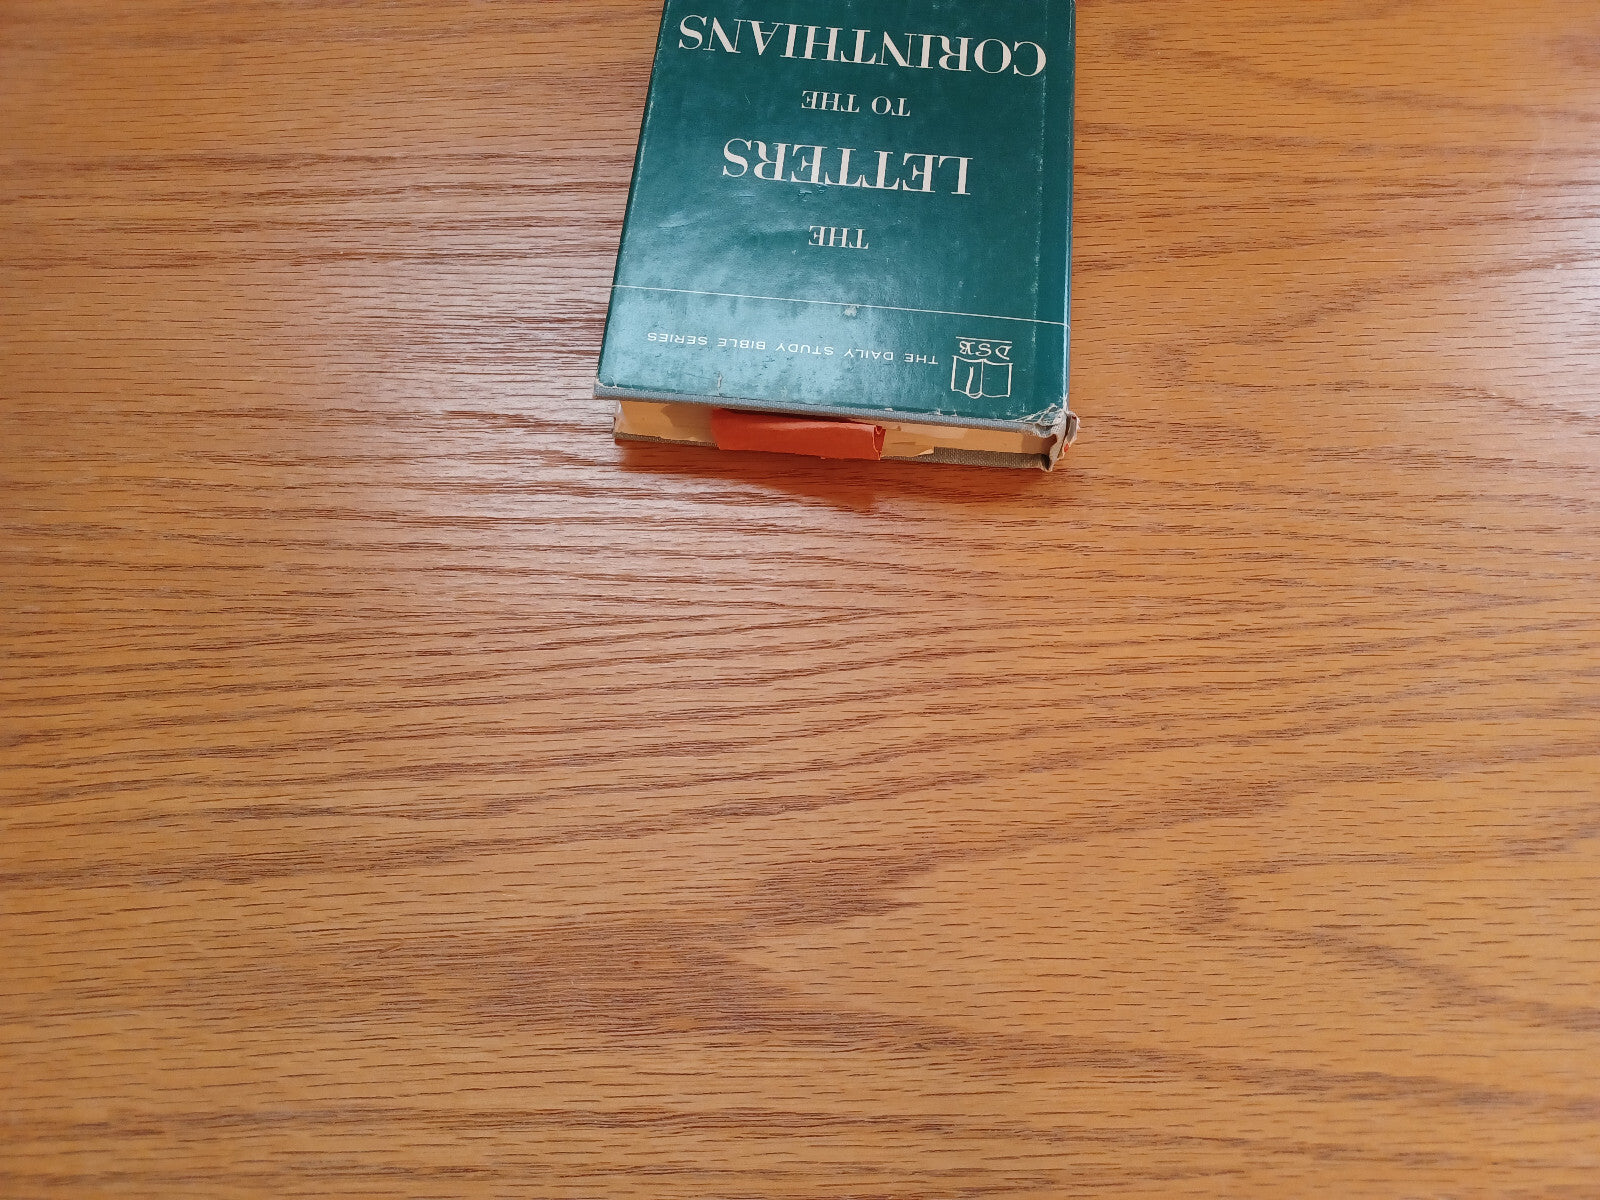 DSB
THE DAILY STUDY BIBLE SERIES
THE
LETTERS
TO THE
CORINTHIANS